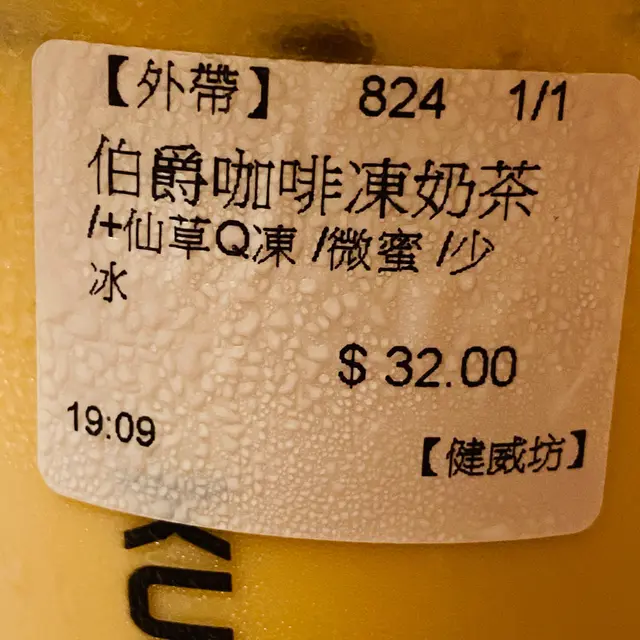 【外帶】 824 1/1
伯爵咖啡凍奶茶
/+仙草Q凍 /微蜜 /少
冰
$ 32.00
19:09
【健威坊】
KU